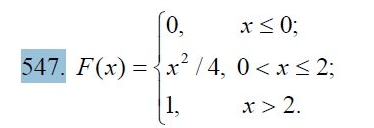 0, x ≤ 0;
547. F(x) = { x² / 4, 0 < x ≤ 2;
1, x > 2.